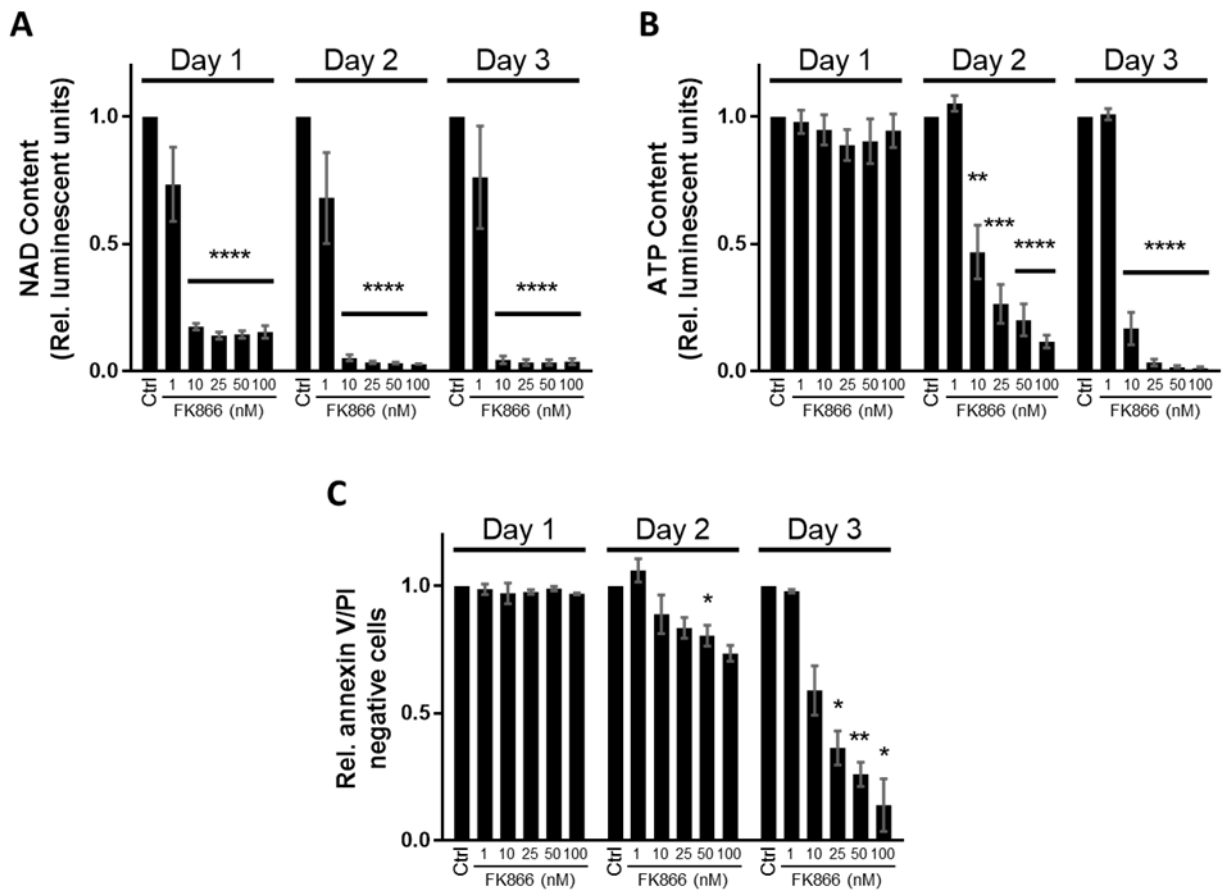 A
Day 1 Day 2 Day 3
NAD Content
(Rel. luminescent units)
1.0
0.5
0.0
**** **** ****
Ctrl 1 10 25 50 100 Ctrl 1 10 25 50 100 Ctrl 1 10 25 50 100
FK866 (nM) FK866 (nM) FK866 (nM)
B
Day 1 Day 2 Day 3
ATP Content
(Rel. luminescent units)
1.0
0.5
0.0
** *** **** ****
Ctrl 1 10 25 50 100 Ctrl 1 10 25 50 100 Ctrl 1 10 25 50 100
FK866 (nM) FK866 (nM) FK866 (nM)
C
Day 1 Day 2 Day 3
Rel. annexin V/PI
negative cells
1.0
0.5
0.0
* * ** *
Ctrl 1 10 25 50 100 Ctrl 1 10 25 50 100 Ctrl 1 10 25 50 100
FK866 (nM) FK866 (nM) FK866 (nM)